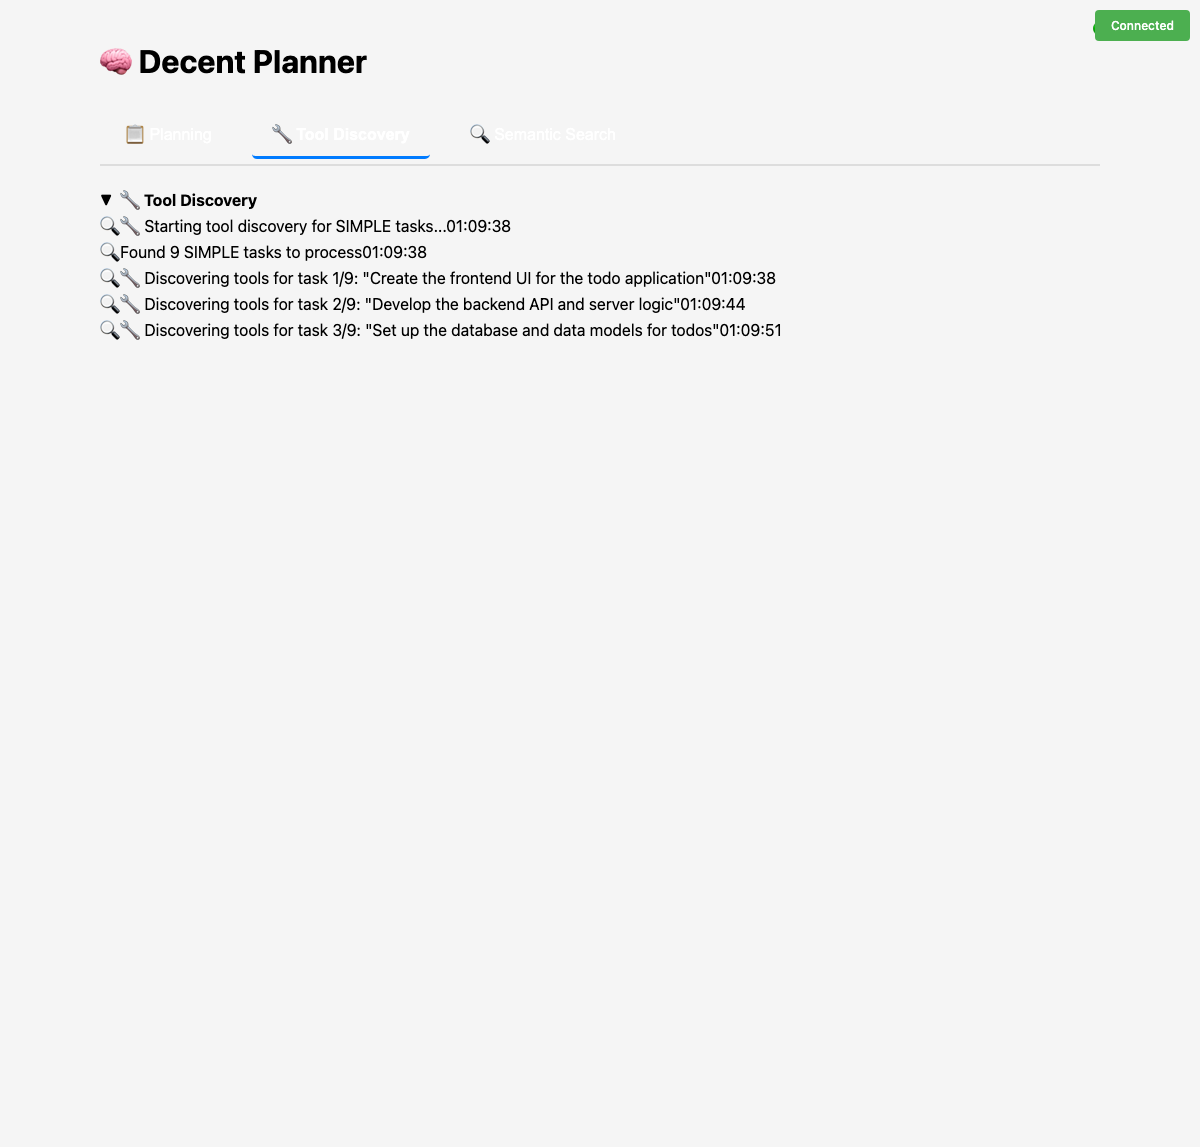 Connected
🧠 Decent Planner
📋 Planning
🔧 Tool Discovery
🔍 Semantic Search
▼ 🔧 Tool Discovery
🔍🔧 Starting tool discovery for SIMPLE tasks...01:09:38
🔍Found 9 SIMPLE tasks to process01:09:38
🔍🔧 Discovering tools for task 1/9: "Create the frontend UI for the todo application"01:09:38
🔍🔧 Discovering tools for task 2/9: "Develop the backend API and server logic"01:09:44
🔍🔧 Discovering tools for task 3/9: "Set up the database and data models for todos"01:09:51